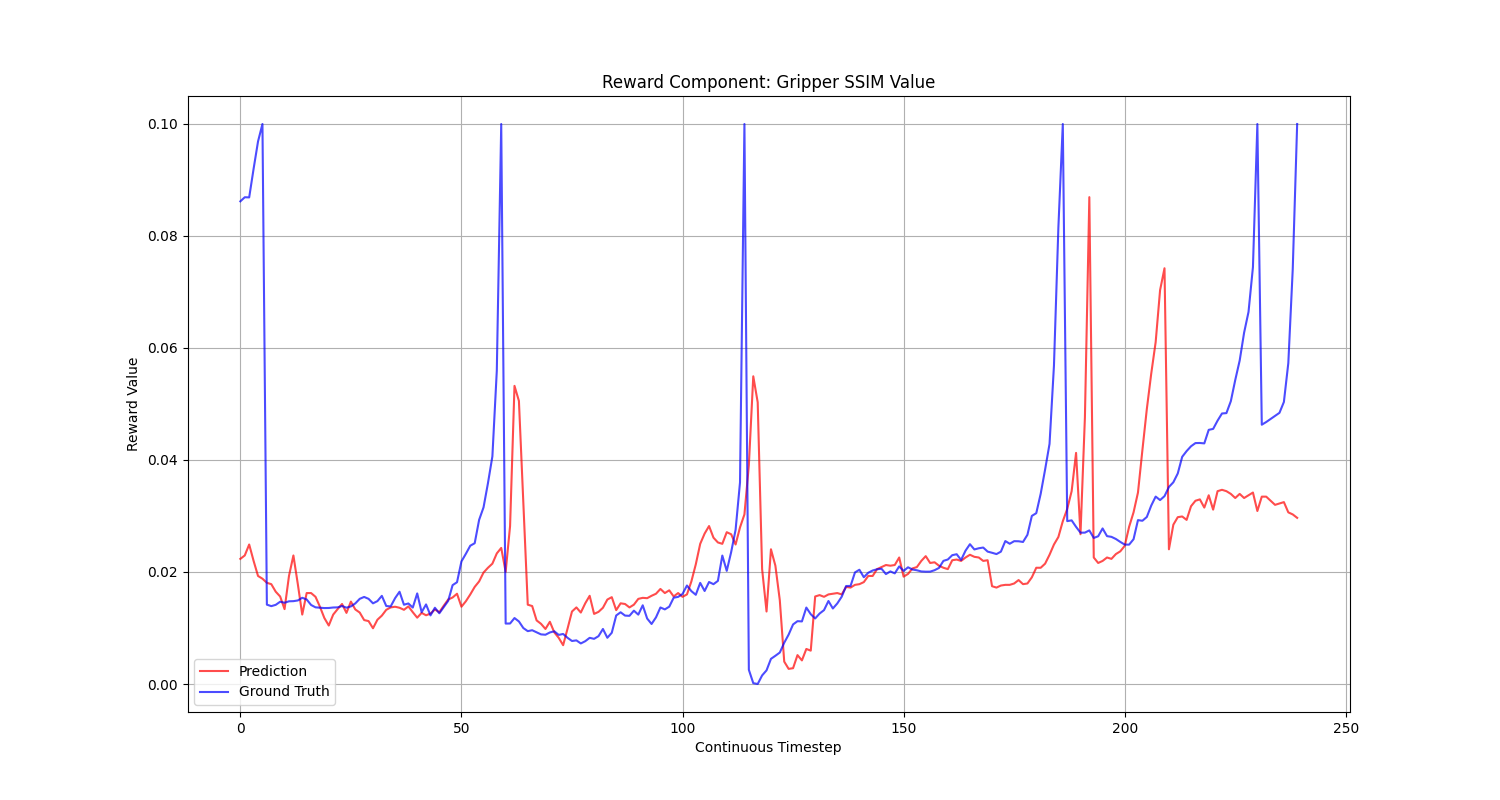 Reward Component: Gripper SSIM Value
0.10
0.08
0.06
0.04
0.02
0.00
Reward Value
Prediction
Ground Truth
0 50 100 150 200 250
Continuous Timestep